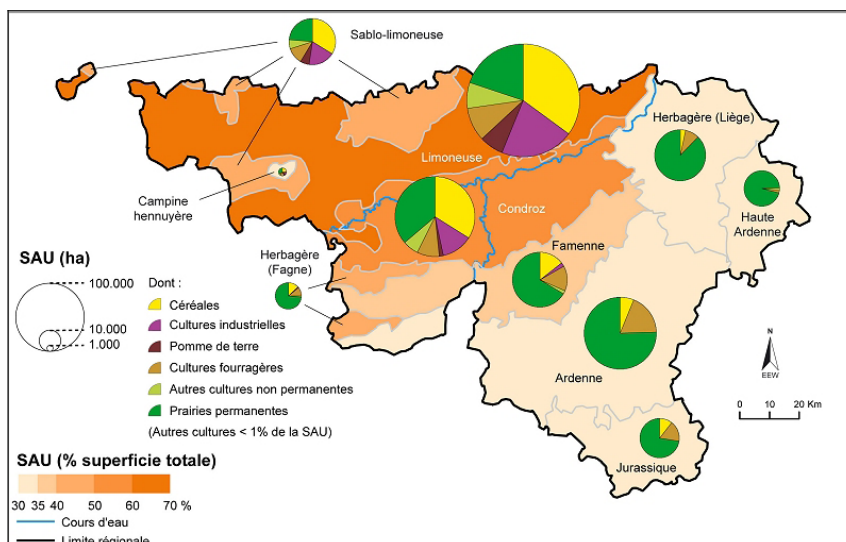 Sablo-limoneuse
Herbagère (Liège)
Limoneuse
Campine
hennuyère
Condroz
Haute
Ardenne
Herbagère
(Fagne)
Famenne
Ardenne
Jurassique
SAU (ha)
100.000
10.000
1.000
Dont :
Céréales
Cultures industrielles
Pomme de terre
Cultures fourragères
Autres cultures non permanentes
Prairies permanentes
(Autres cultures < 1% de la SAU)
N
EEW
0 10 20 Km
SAU (% superficie totale)
30 35 40 50 60 70 %
Cours d'eau
Limite régionale